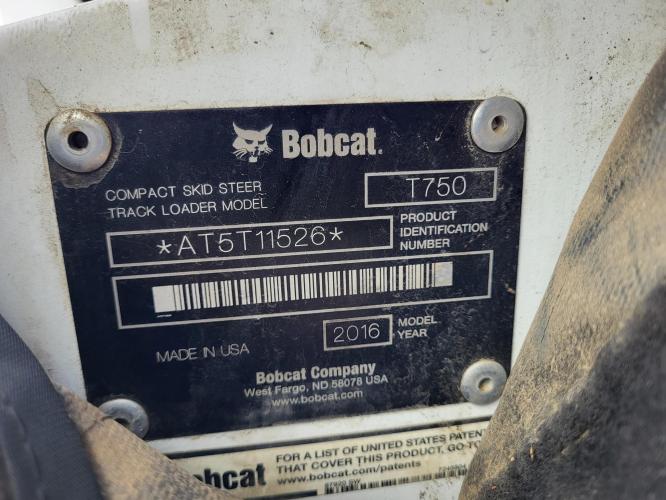 Bobcat.
COMPACT SKID STEER
TRACK LOADER MODEL
T750
*AT5T11526*
PRODUCT
IDENTIFICATION
NUMBER
2016
MODEL
YEAR
MADE IN USA
Bobcat Company
West Fargo, ND 58078 USA
www.bobcat.com
FOR A LIST OF UNITED STATES PATEN
THAT COVER THIS PRODUCT, GO TO
www.bobcat.com/patents
bobcat